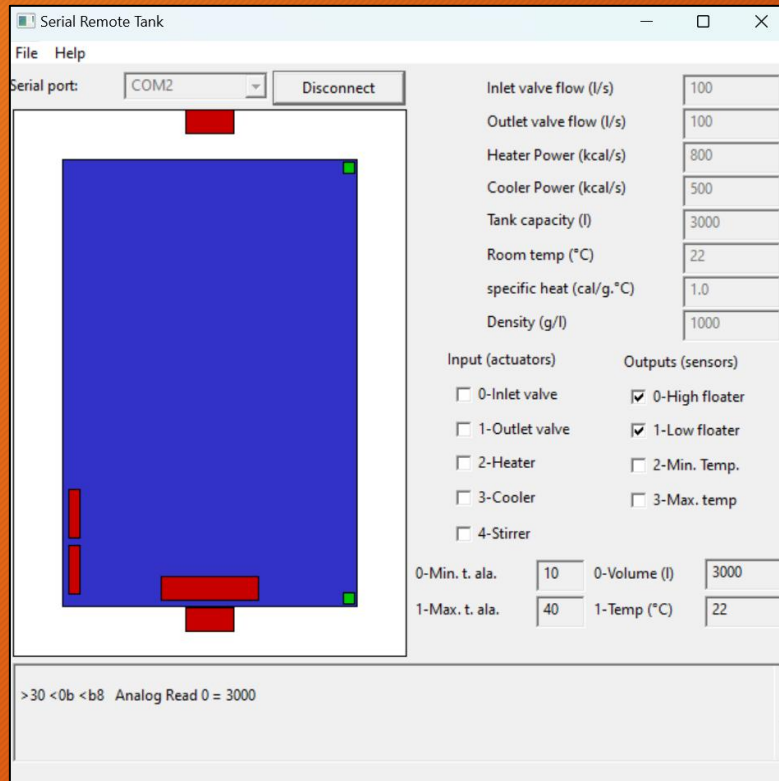 Serial Remote Tank
File Help
Serial port: COM2 Disconnect
Inlet valve flow (l/s) 100
Outlet valve flow (l/s) 100
Heater Power (kcal/s) 800
Cooler Power (kcal/s) 500
Tank capacity (l) 3000
Room temp (°C) 22
specific heat (cal/g.°C) 1.0
Density (g/l) 1000
Input (actuators) Outputs (sensors)
0-Inlet valve 0-High floater
1-Outlet valve 1-Low floater
2-Heater 2-Min. Temp.
3-Cooler 3-Max. temp
4-Stirrer
0-Min. t. ala. 10 0-Volume (l) 3000
1-Max. t. ala. 40 1-Temp (°C) 22
>30 <0b <b8 Analog Read 0 = 3000